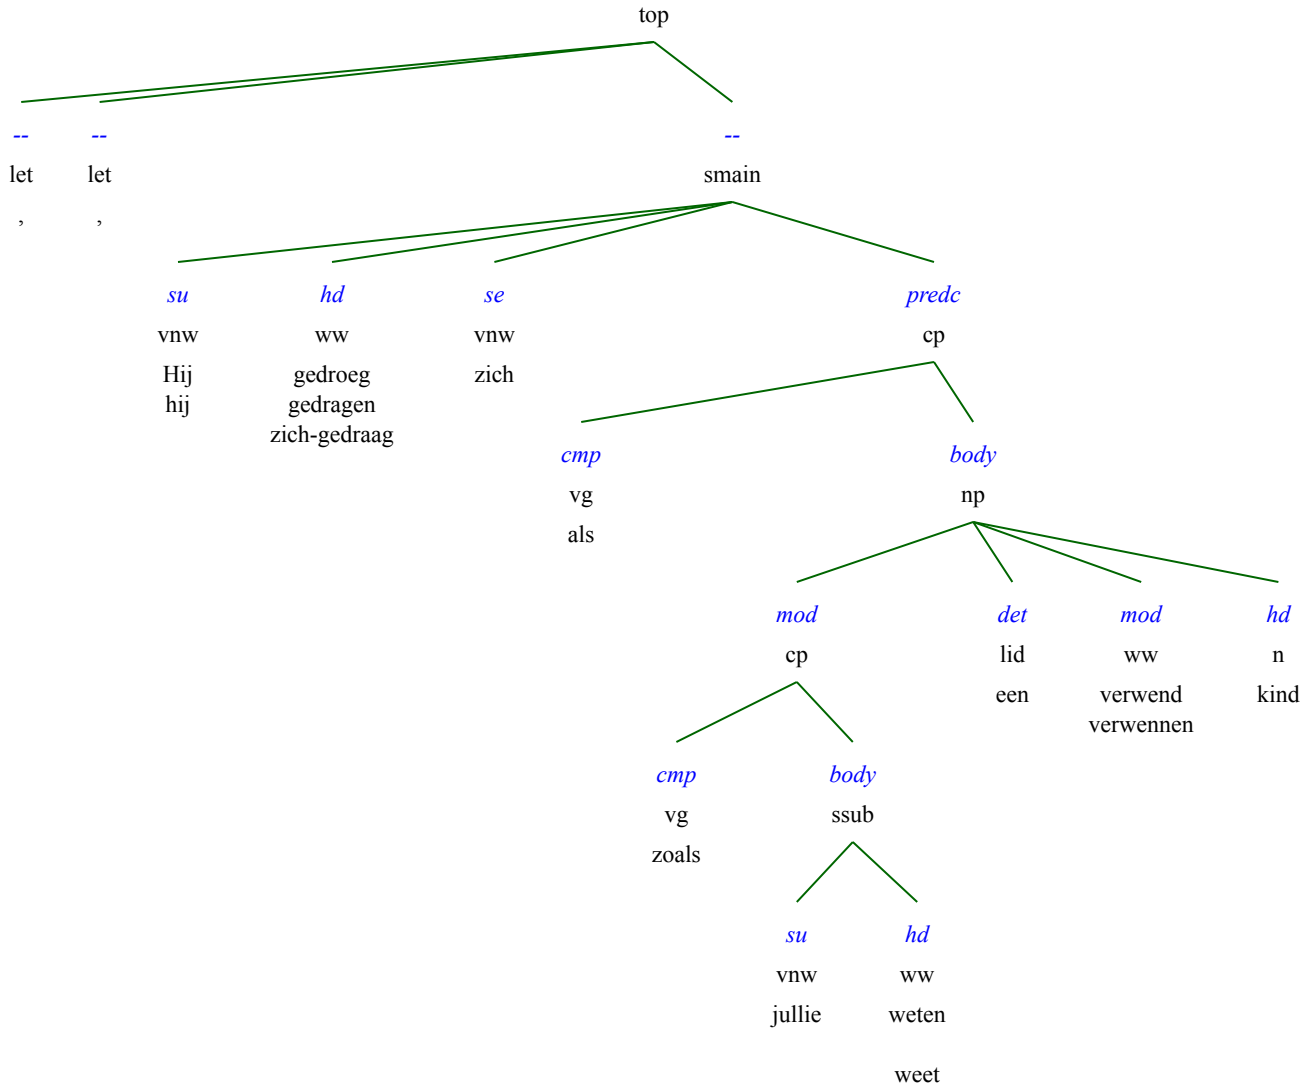 top
-- -- --
let let smain
, ,
su hd se predc
vnw ww vnw cp
Hij gedroeg zich
hij gedragen
zich-gedraag
cmp body
vg np
als
mod det mod hd
cp lid ww n
een verwend kind
verwennen
cmp body
vg ssub
zoals
su hd
vnw ww
jullie weten
weet